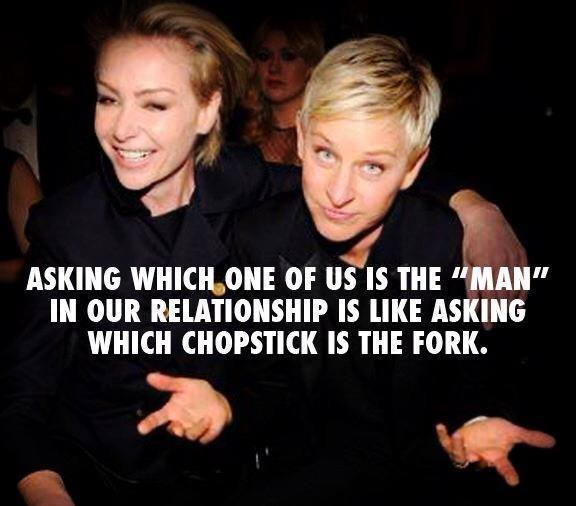 ASKING WHICH ONE OF US IS THE “MAN”
IN OUR RELATIONSHIP IS LIKE ASKING
WHICH CHOPSTICK IS THE FORK.